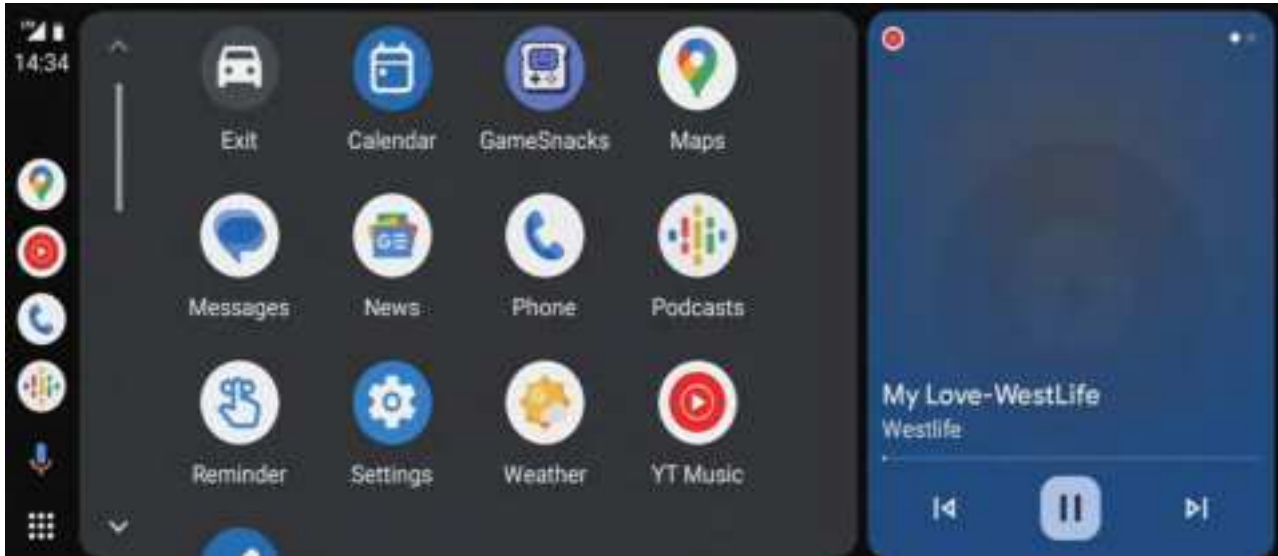 14:34
Exit Calendar GameSnacks Maps
Messages News Phone Podcasts
Reminder Settings Weather YT Music
My Love-WestLife
Westlife